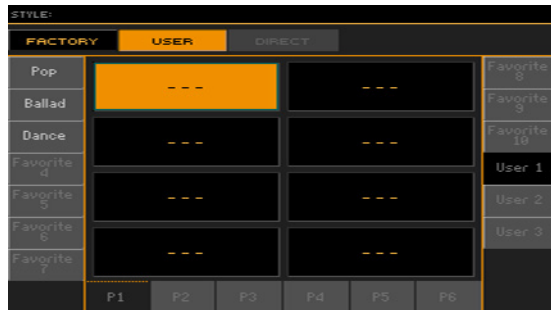 STYLE:
FACTORY USER DIRECT
Pop
Ballad
Dance
Favorite
4
Favorite
5
Favorite
6
Favorite
7
--- ---
--- ---
--- ---
--- ---
Favorite
8
Favorite
9
Favorite
10
User 1
User 2
User 3
P1 P2 P3 P4 P5 P6